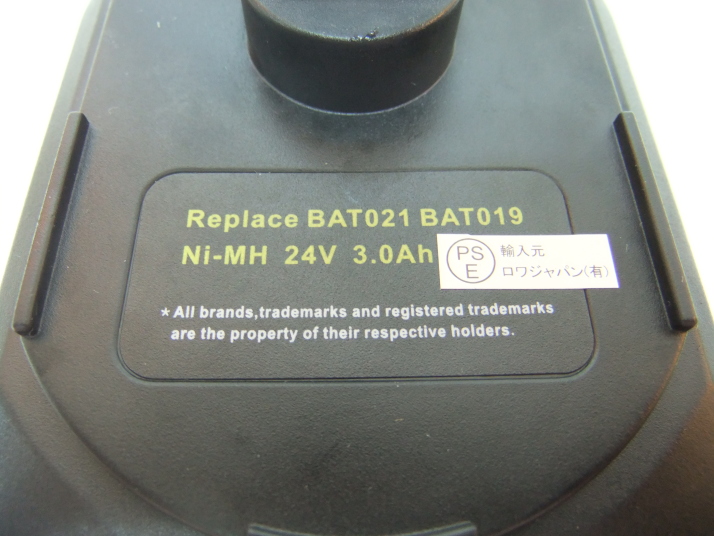 Replace BAT021 BAT019
Ni-MH 24V 3.0Ah
PS
E
輸入元
ロワジャパン(有)
*All brands,trademarks and registered trademarks
are the property of their respective holders.